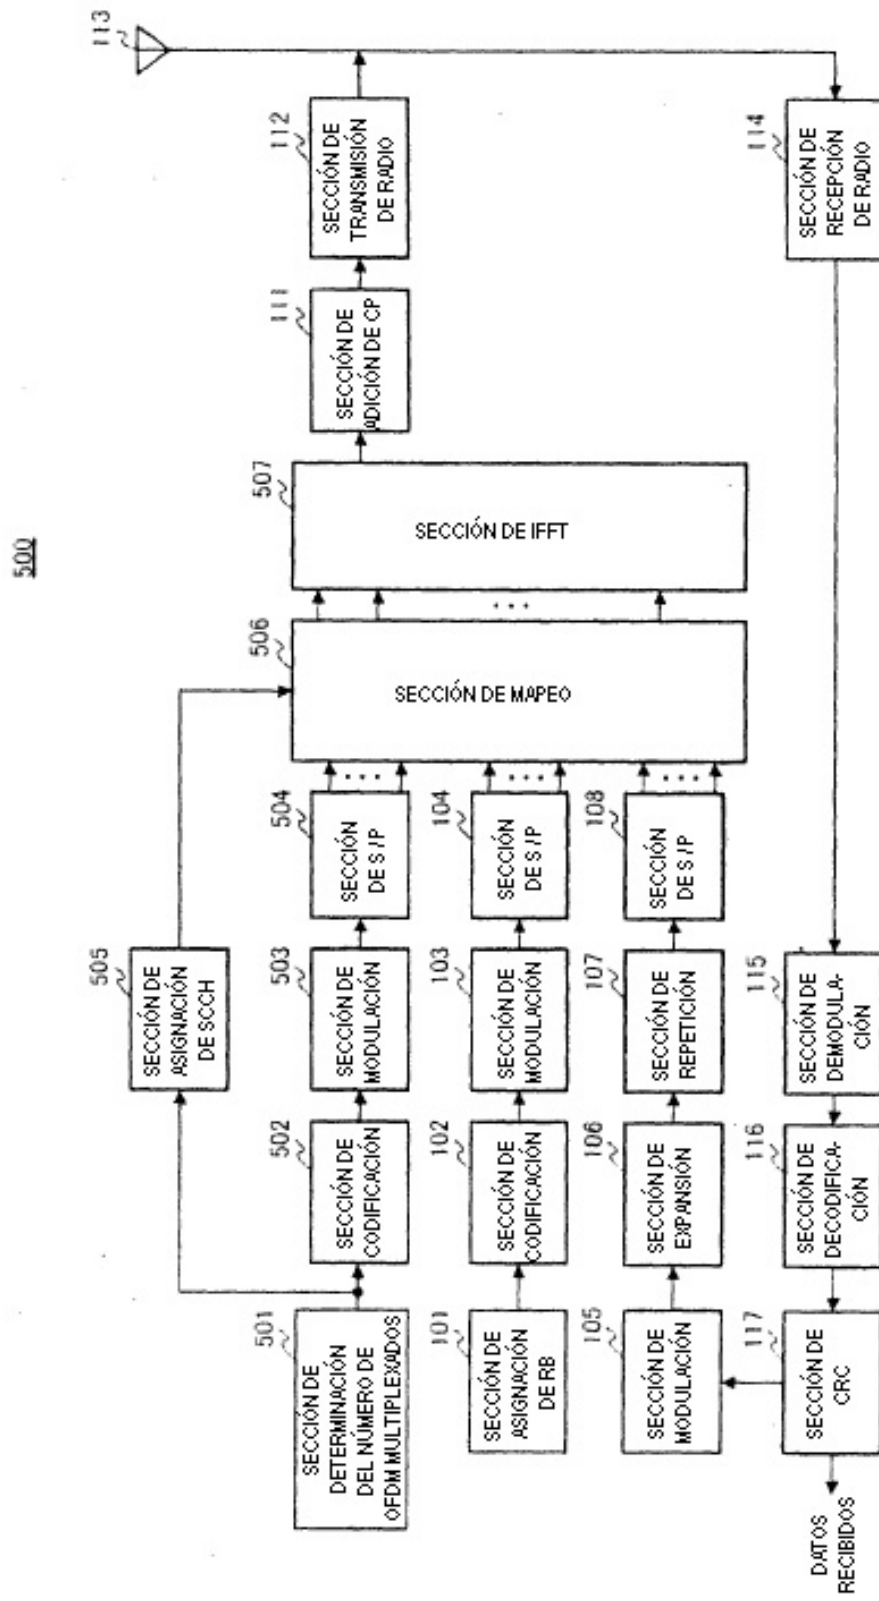 500
113
112
SECCIÓN DE
TRANSMISIÓN
DE RADIO
114
SECCIÓN DE
RECEPCIÓN
DE RADIO
111
SECCIÓN DE
ADICIÓN DE CP
507
SECCIÓN DE IFFT
506
SECCIÓN DE MAPEO
504
SECCIÓN
DE S/P
104
SECCIÓN
DE S/P
108
SECCIÓN
DE S/P
505
SECCIÓN DE
ASIGNACIÓN
DE SCCH
503
SECCIÓN DE
MODULACIÓN
103
SECCIÓN DE
MODULACIÓN
107
SECCIÓN DE
REPETICIÓN
115
SECCIÓN DE
DEMODULA-
CIÓN
502
SECCIÓN DE
CODIFICACIÓN
102
SECCIÓN DE
CODIFICACIÓN
106
SECCIÓN DE
EXPANSIÓN
116
SECCIÓN DE
DECODIFICA-
CIÓN
501
SECCIÓN DE
DETERMINACIÓN
DEL NÚMERO DE
OFDM MULTIPLEXADOS
101
SECCIÓN DE
ASIGNACIÓN
DE RB
105
SECCIÓN DE
MODULACIÓN
117
SECCIÓN DE
CRC
DATOS
RECIBIDOS